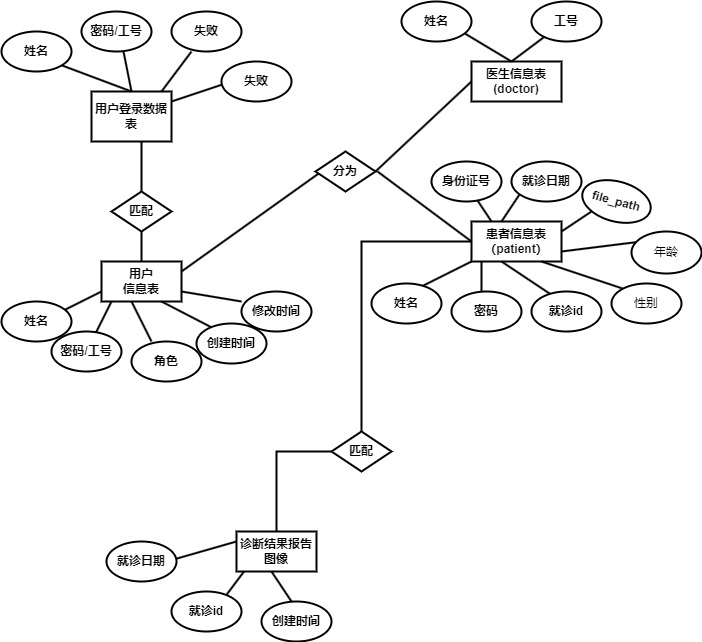 姓名
密码/工号
失败
失败
用户登录数据
表
姓名
工号
医生信息表
(doctor)
匹配
分为
身份证号
就诊日期
file_path
患者信息表
(patient)
年龄
姓名
密码
就诊id
性别
用户
信息表
姓名
密码/工号
角色
创建时间
修改时间
匹配
诊断结果报告
图像
就诊日期
就诊id
创建时间